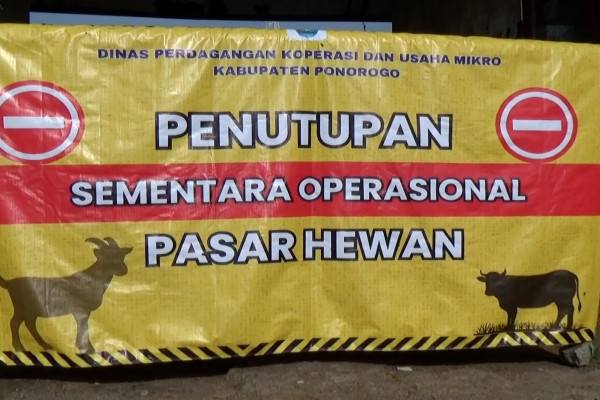 DINAS PERDAGANGAN KOPERASI DAN USAHA MIKRO
KABUPATEN PONOROGO
PENUTUPAN
SEMENTARA OPERASIONAL
PASAR HEWAN